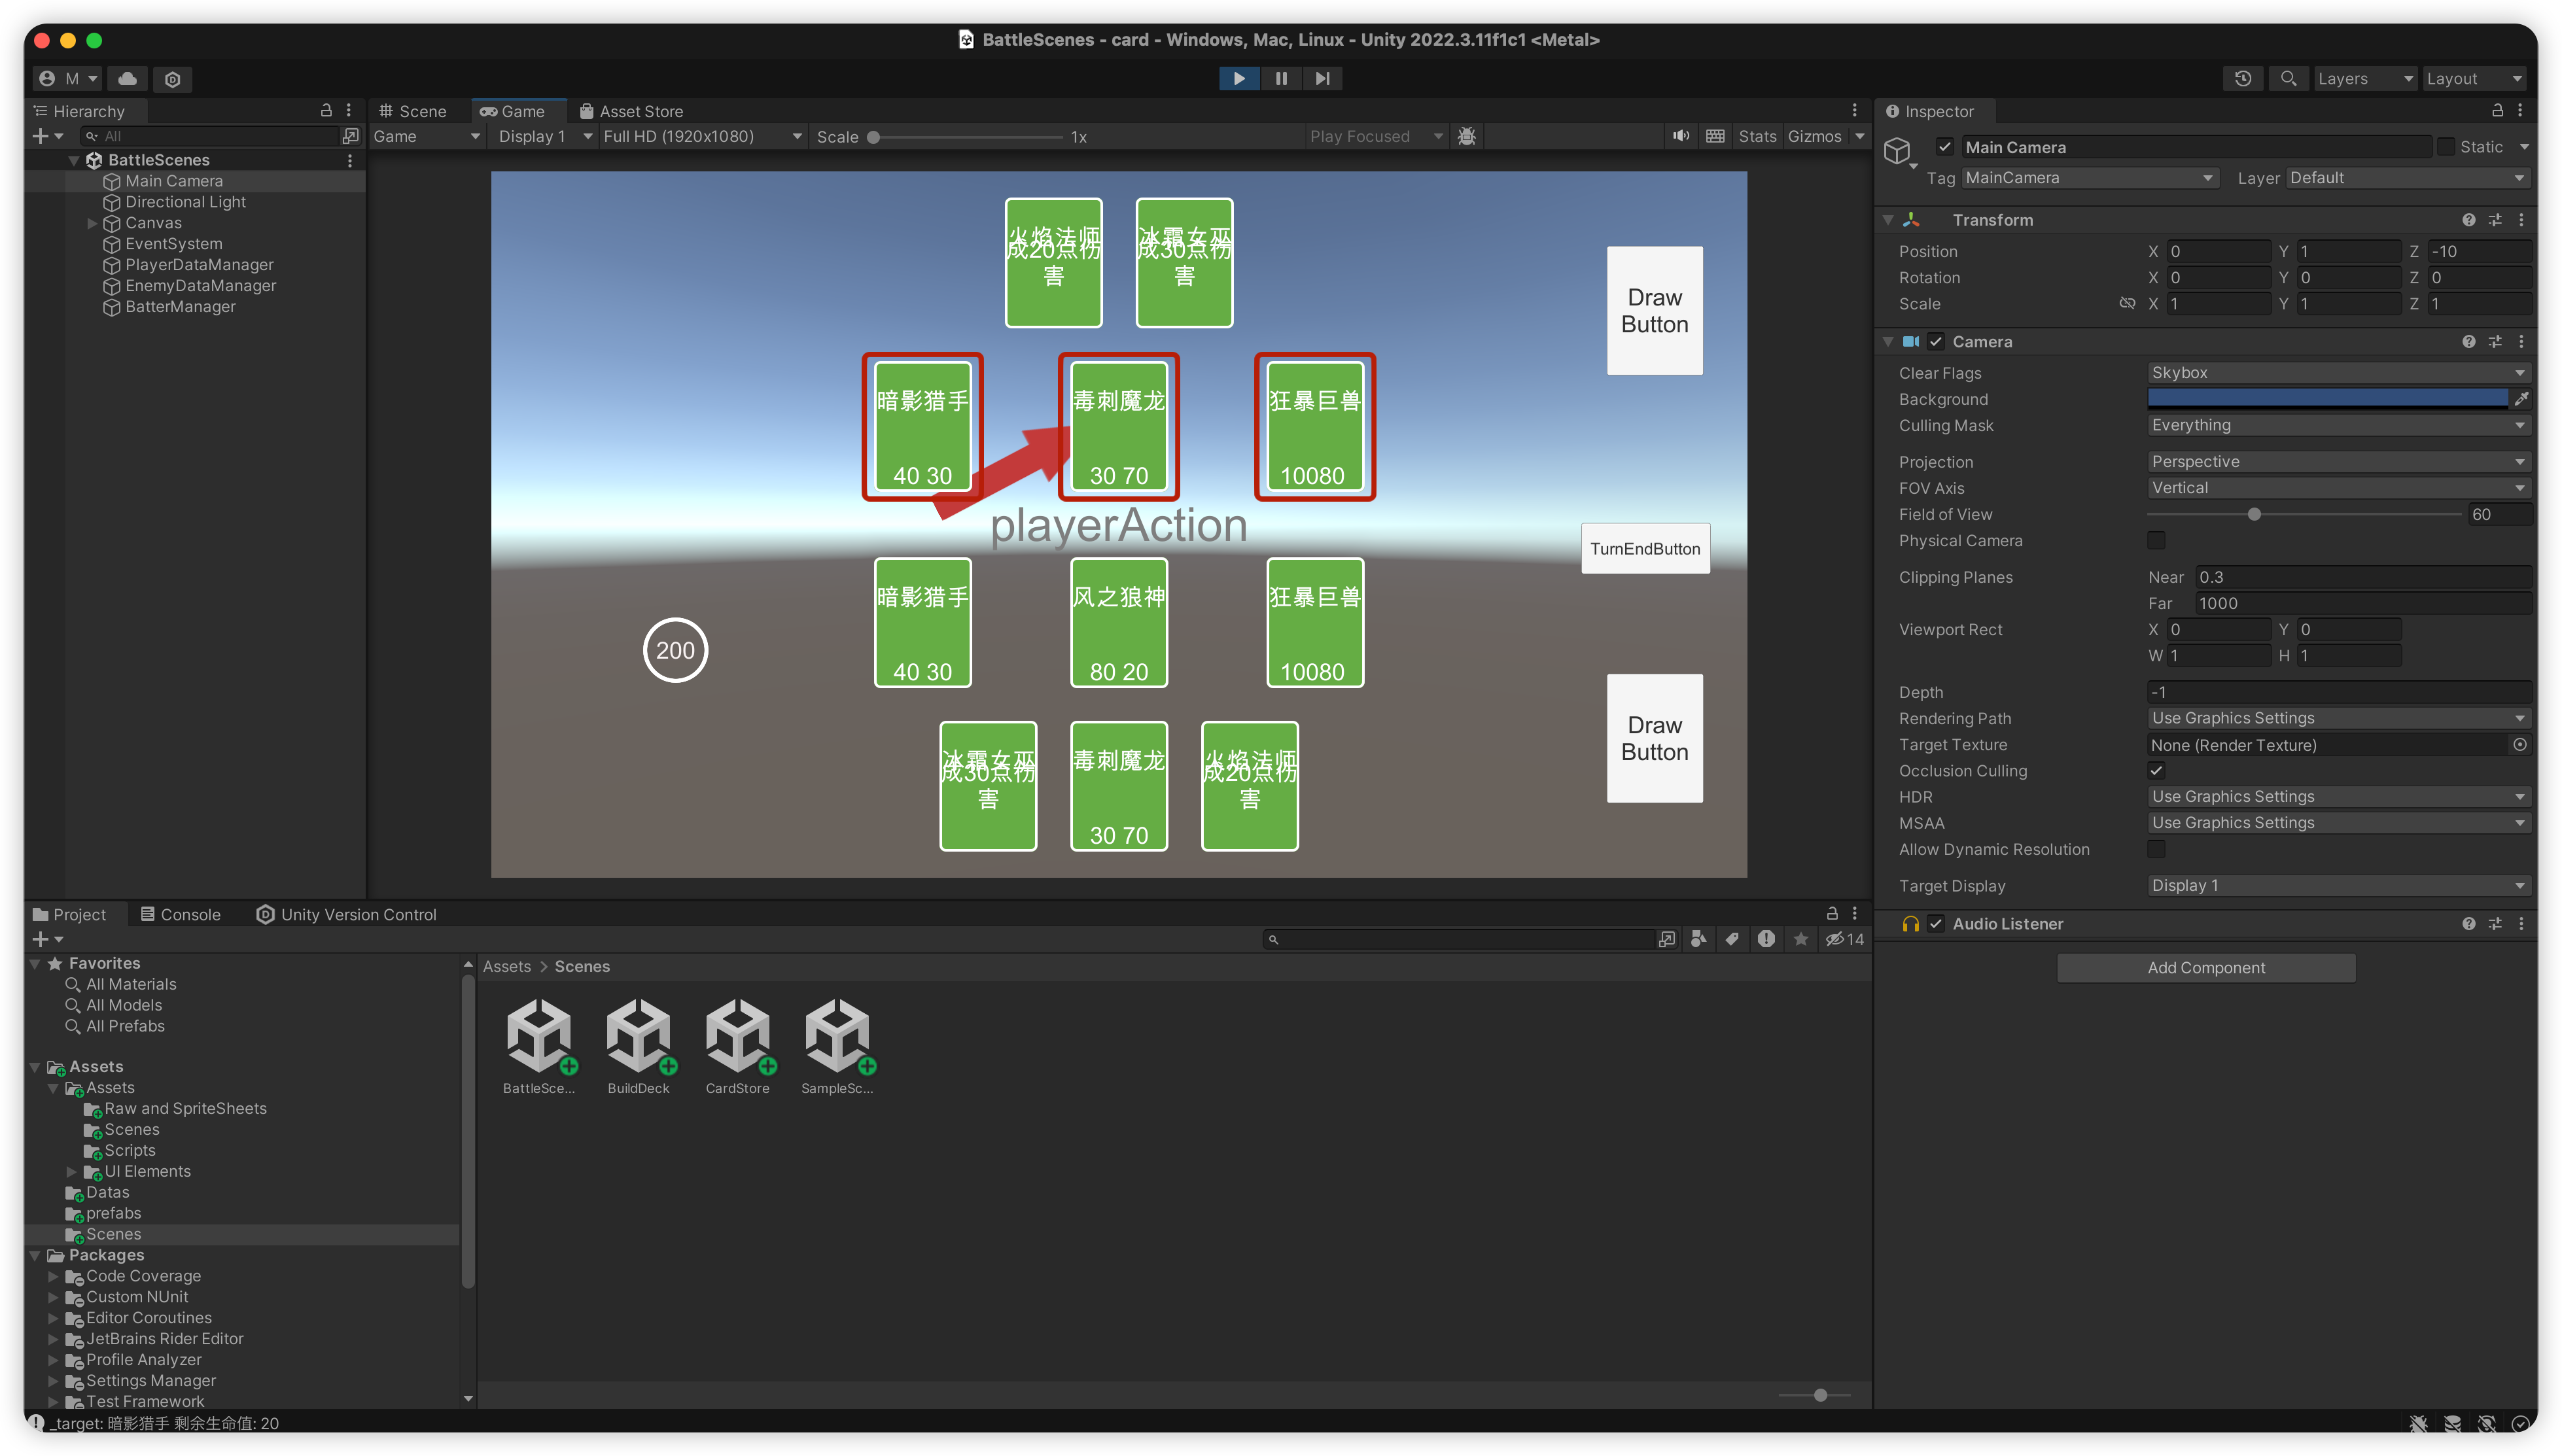 BattleScenes - card - Windows, Mac, Linux - Unity 2022.3.11f1c1 <Metal>
M
Layers
Layout
Hierarchy
All
BattleScenes
Main Camera
Directional Light
Canvas
EventSystem
PlayerDataManager
EnemyDataManager
BatterManager
Scene
Game
Asset Store
Game
Display 1
Full HD (1920x1080)
Scale
1x
Play Focused
Stats
Gizmos
火焰法师
成20点伤
害
冰霜女巫
成30点伤
害
Draw
Button
暗影猎手
40 30
毒刺魔龙
30 70
狂暴巨兽
10080
playerAction
TurnEndButton
200
暗影猎手
40 30
风之狼神
80 20
狂暴巨兽
10080
Draw
Button
冰霜女巫
成30点伤
害
毒刺魔龙
30 70
火焰法师
成20点伤
害
Inspector
Main Camera
Static
Tag MainCamera
Layer Default
Transform
Position X 0 Y 1 Z -10
Rotation X 0 Y 0 Z 0
Scale X 1 Y 1 Z 1
Camera
Clear Flags Skybox
Background
Culling Mask Everything
Projection Perspective
FOV Axis Vertical
Field of View 60
Physical Camera
Clipping Planes Near 0.3
Far 1000
Viewport Rect X 0 Y 0
W 1 H 1
Depth -1
Rendering Path Use Graphics Settings
Target Texture None (Render Texture)
Occlusion Culling
HDR Use Graphics Settings
MSAA Use Graphics Settings
Allow Dynamic Resolution
Target Display Display 1
Audio Listener
Add Component
Project
Console
Unity Version Control
14
Favorites
All Materials
All Models
All Prefabs
Assets
Assets
Raw and SpriteSheets
Scenes
Scripts
UI Elements
Datas
prefabs
Scenes
Packages
Code Coverage
Custom NUnit
Editor Coroutines
JetBrains Rider Editor
Profile Analyzer
Settings Manager
Test Framework
Assets > Scenes
BattleSce...
BuildDeck
CardStore
SampleSc...
_target: 暗影猎手 剩余生命值: 20